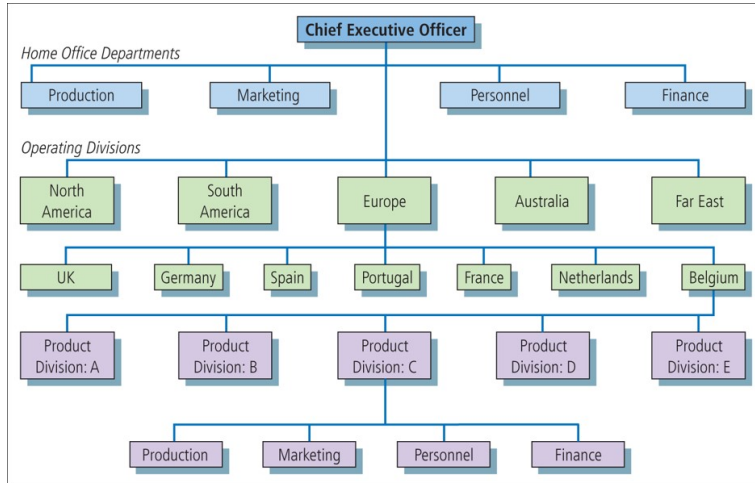 Chief Executive Officer
Home Office Departments
Production
Marketing
Personnel
Finance
Operating Divisions
North
America
South
America
Europe
Australia
Far East
UK
Germany
Spain
Portugal
France
Netherlands
Belgium
Product
Division: A
Product
Division: B
Product
Division: C
Product
Division: D
Product
Division: E
Production
Marketing
Personnel
Finance